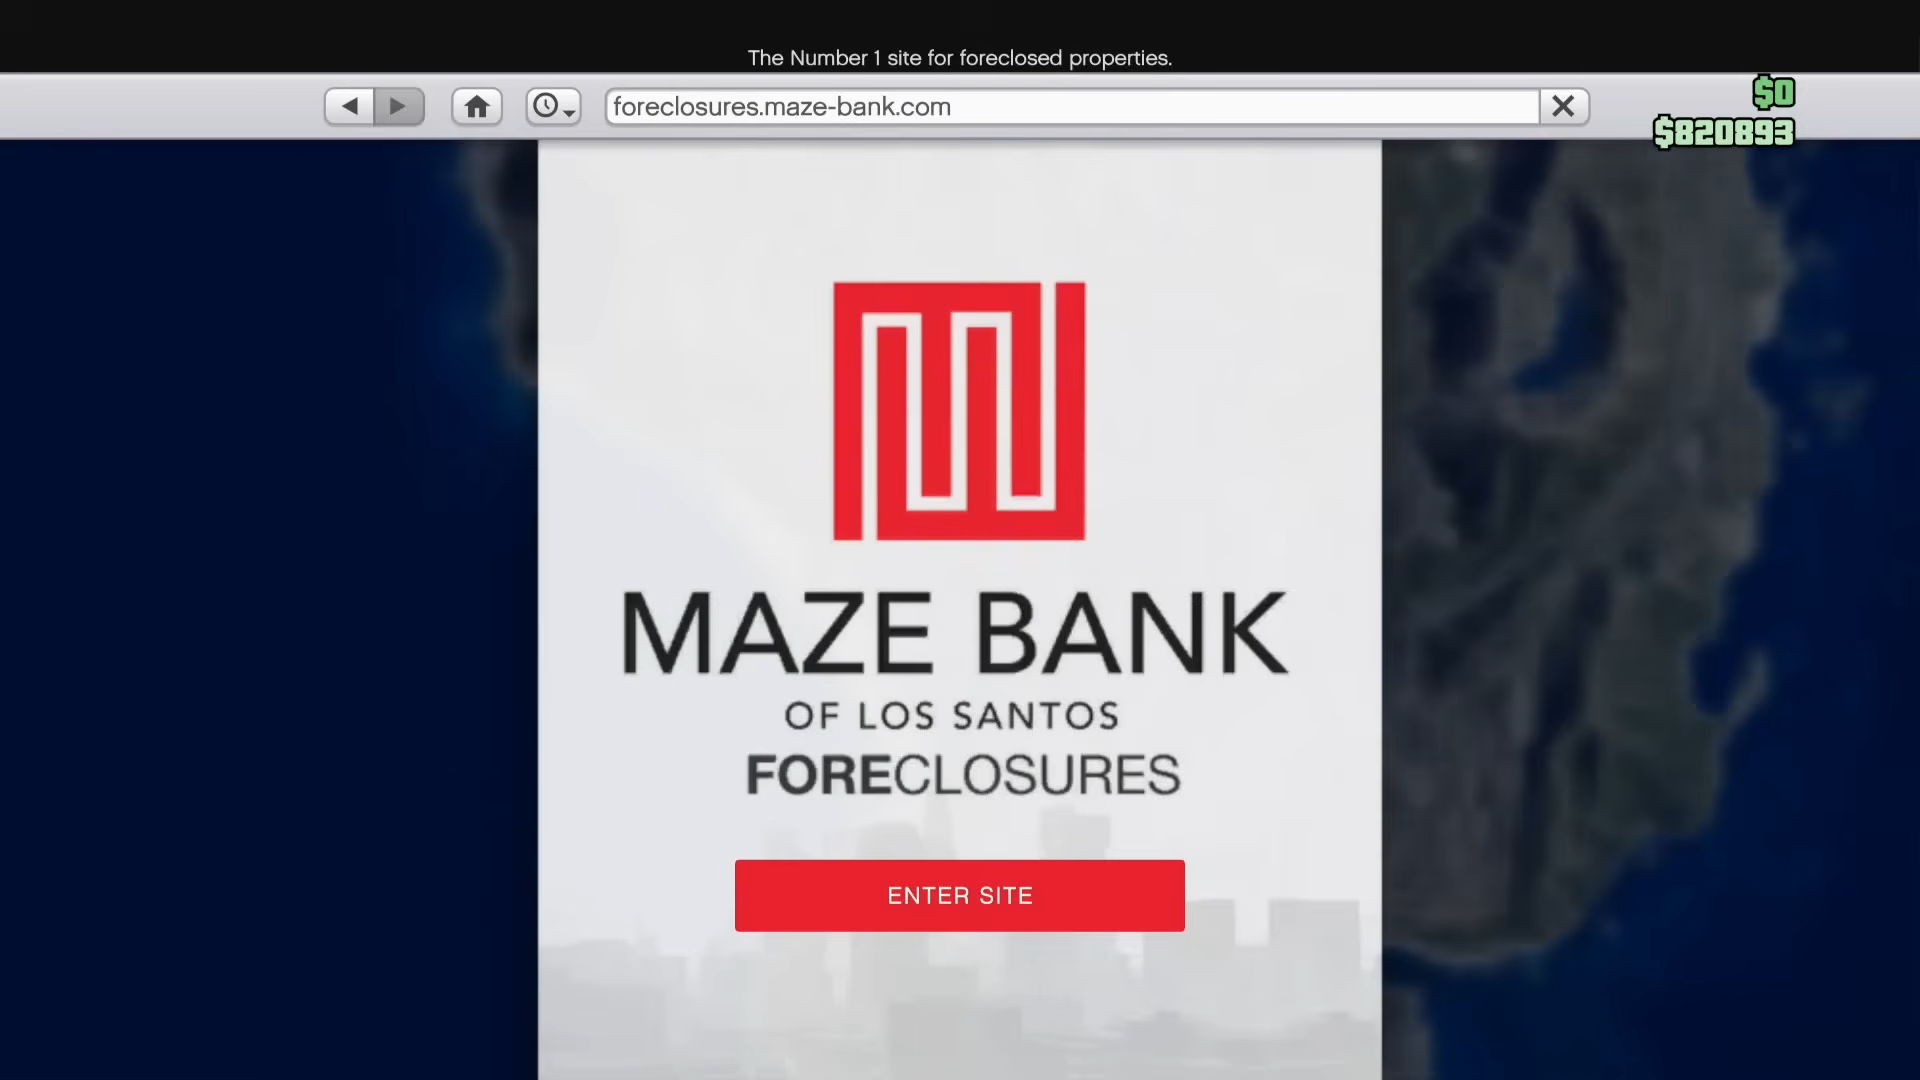 The Number 1 site for foreclosed properties.
foreclosures.maze-bank.com
$0
$820893
MAZE BANK
OF LOS SANTOS
FORECLOSURES
ENTER SITE